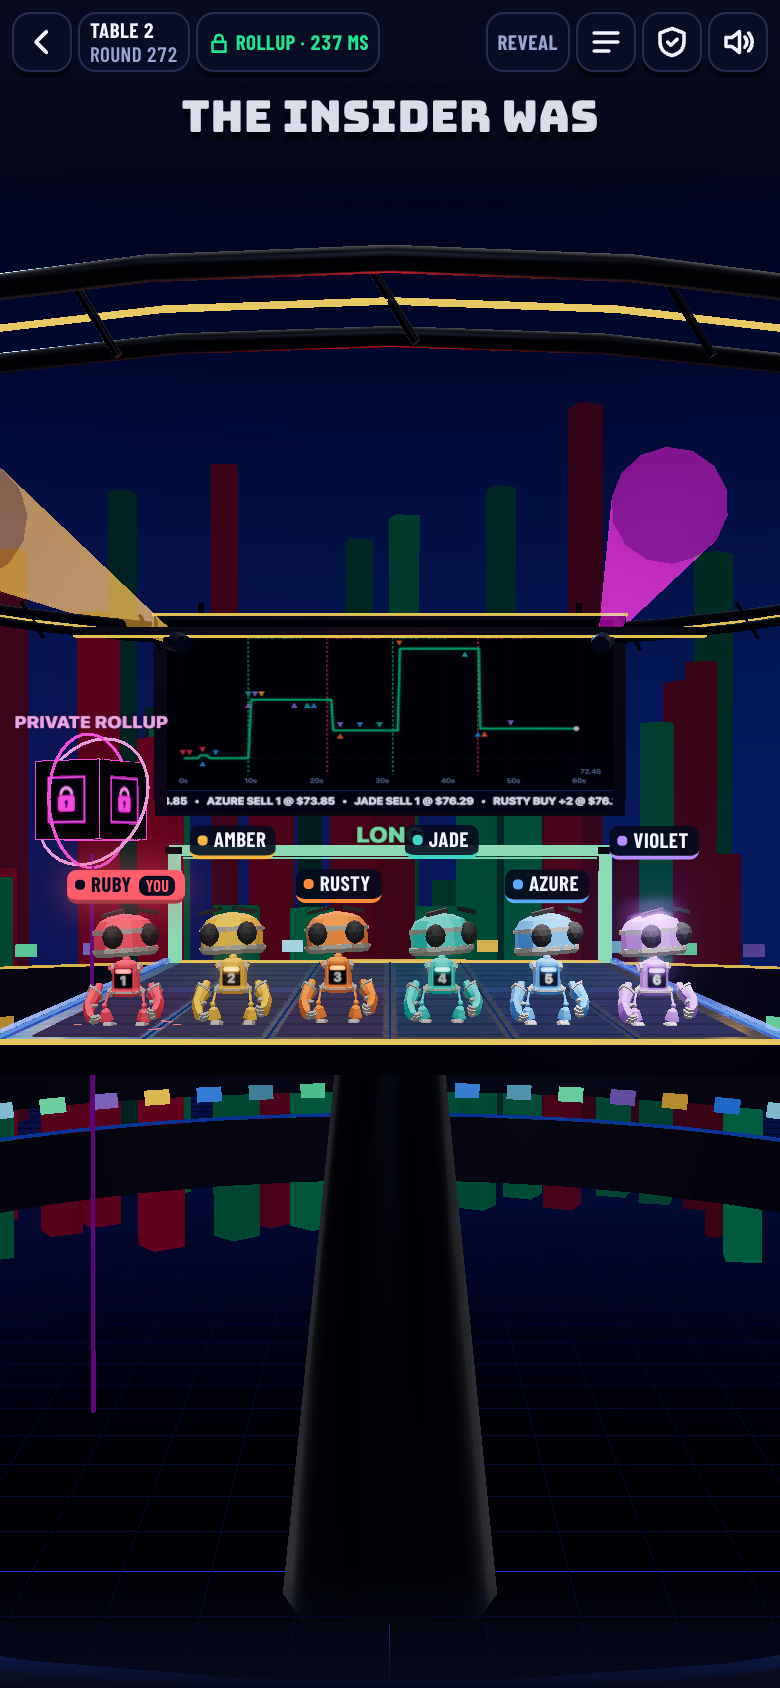 TABLE 2
ROUND 272
ROLLUP · 237 MS
REVEAL
THE INSIDER WAS
PRIVATE ROLLUP
72.45
0s 10s 20s 30s 40s 50s 60s
.85 • AZURE SELL 1 @ $73.85 • JADE SELL 1 @ $76.29 • RUSTY BUY +2 @ $76.
LON
AMBER
JADE
VIOLET
RUBY YOU
RUSTY
AZURE
1
2
3
4
5
6